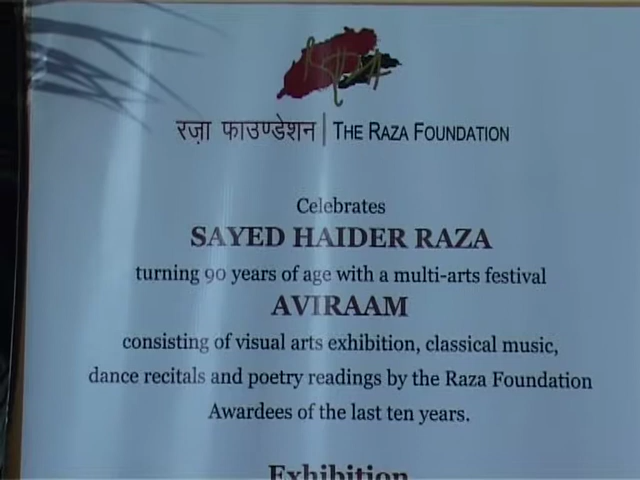 रज़ा फाउण्डेशन | THE RAZA FOUNDATION
Celebrates
SAYED HAIDER RAZA
turning 90 years of age with a multi-arts festival
AVIRAAM
consisting of visual arts exhibition, classical music,
dance recitals and poetry readings by the Raza Foundation
Awardees of the last ten years.
Exhibition